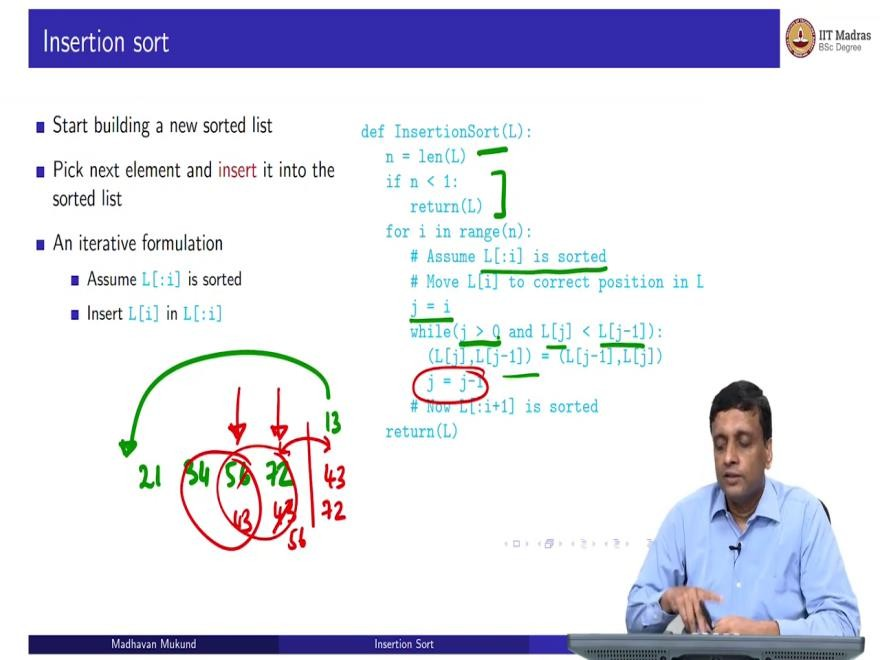 Insertion sort
IIT Madras
BSc Degree
Start building a new sorted list
Pick next element and insert it into the
sorted list
An iterative formulation
Assume L[:i] is sorted
Insert L[i] in L[:i]
def InsertionSort(L):
n = len(L)
if n < 1:
return(L)
for i in range(n):
# Assume L[:i] is sorted
# Move L[i] to correct position in L
j = i
while(j > 0 and L[j] < L[j-1]):
(L[j],L[j-1]) = (L[j-1],L[j])
j = j-1
# Now L[:i+1] is sorted
return(L)
13
21 34 56 72 43
43 43 72
56
Madhavan Mukund
Insertion Sort